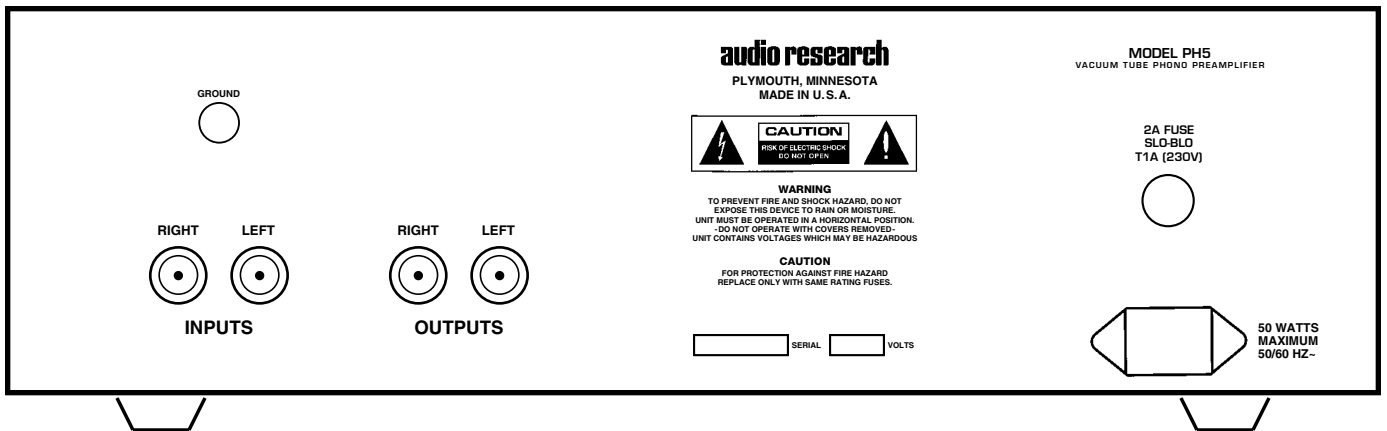 GROUND
RIGHT
LEFT
INPUTS
RIGHT
LEFT
OUTPUTS
audio research
PLYMOUTH, MINNESOTA
MADE IN U.S.A.
CAUTION
RISK OF ELECTRIC SHOCK
DO NOT OPEN
WARNING
TO PREVENT FIRE AND SHOCK HAZARD, DO NOT
EXPOSE THIS DEVICE TO RAIN OR MOISTURE.
UNIT MUST BE OPERATED IN A HORIZONTAL POSITION.
-DO NOT OPERATE WITH COVERS REMOVED-
UNIT CONTAINS VOLTAGES WHICH MAY BE HAZARDOUS
CAUTION
FOR PROTECTION AGAINST FIRE HAZARD
REPLACE ONLY WITH SAME RATING FUSES.
SERIAL
VOLTS
MODEL PH5
VACUUM TUBE PHONO PREAMPLIFIER
2A FUSE
SLO-BLO
T1A (230V)
50 WATTS
MAXIMUM
50/60 HZ~